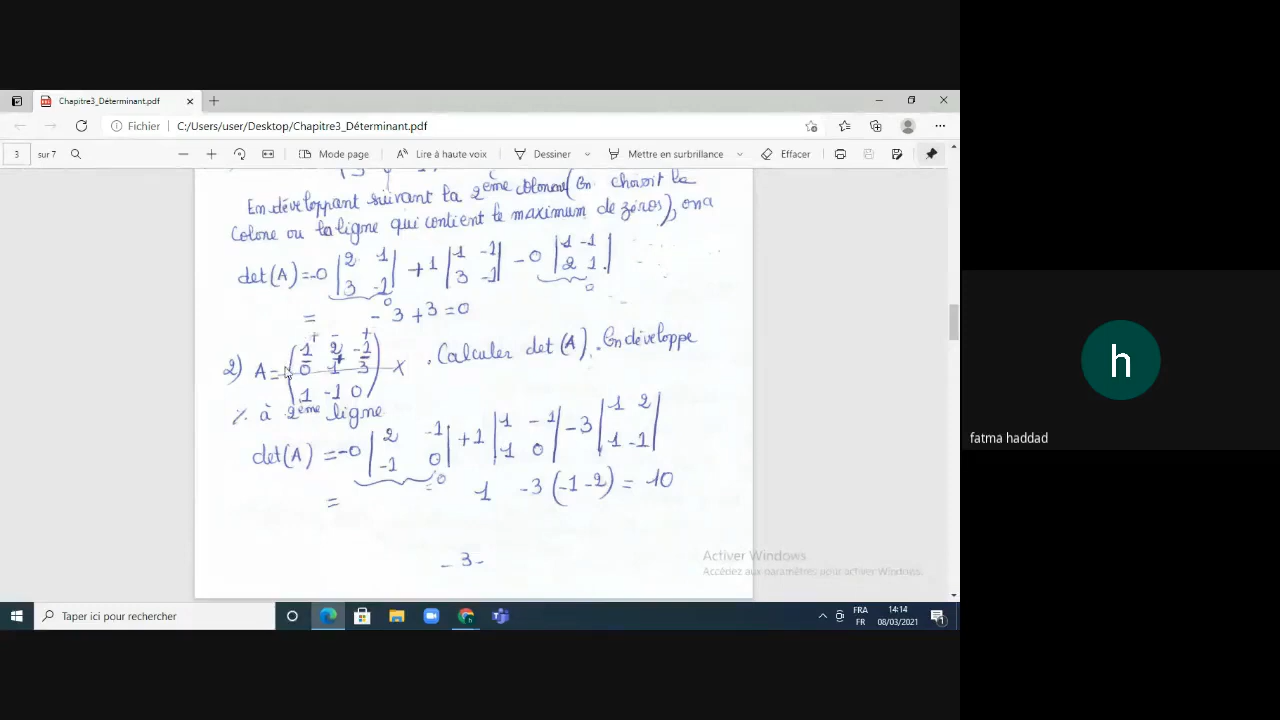 Chapitre3_Déterminant.pdf
Fichier C:/Users/user/Desktop/Chapitre3_Déterminant.pdf
3 sur 7 Mode page Lire à haute voix Dessiner Mettre en surbrillance Effacer
En développant suivant la 2ème colonne (On choisit la
colone ou la ligne qui contient le maximum de zéros), on a
det(A) = -0 |2 1; 3 -1| + 1 |1 -1; 3 -1| - 0 |1 -1; 2 1|
0 0
= -3 + 3 = 0
2) A = (1 2 -1; 0 1 3; 1 -1 0) . Calculer det(A). On développe
% à 2ème ligne
det(A) = -0 |2 -1; -1 0| + 1 |1 -1; 1 0| - 3 |1 2; 1 -1|
= 0
= 1 -3 (-1 -2) = 10
- 3 -
Activer Windows
Accédez aux paramètres pour activer Windows.
h
fatma haddad
Taper ici pour rechercher
FRA 14:14
FR 08/03/2021
1